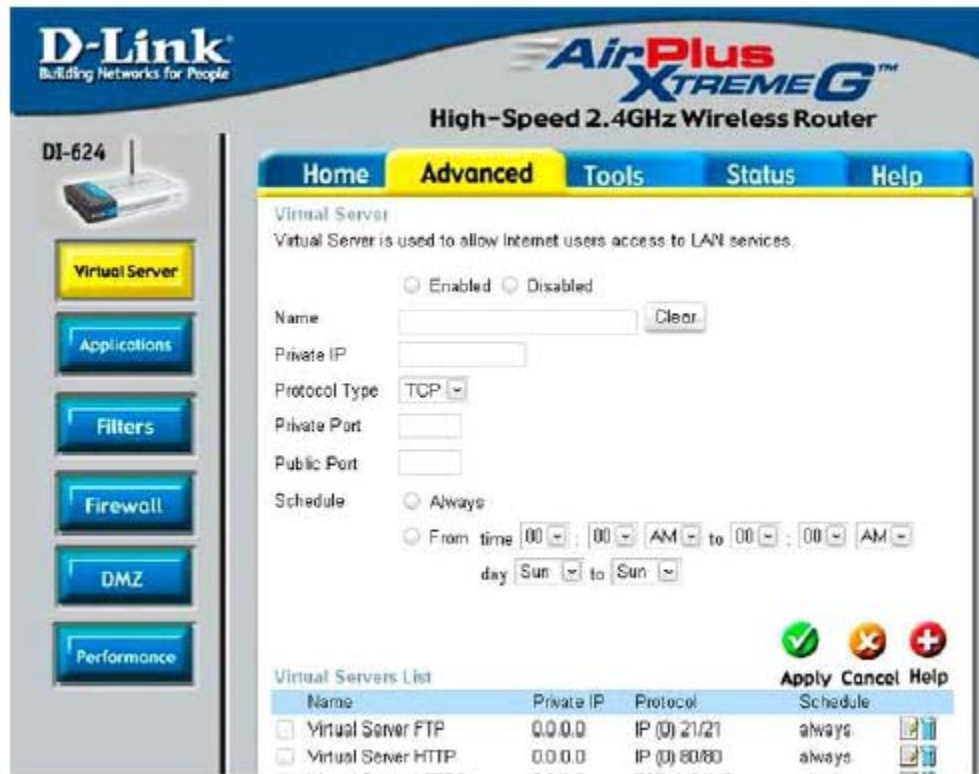 D-Link
Building Networks for People
AirPlus
XTREME G™
High-Speed 2.4GHz Wireless Router
DI-624
Home Advanced Tools Status Help
Virtual Server
Applications
Filters
Firewall
DMZ
Performance
Virtual Server
Virtual Server is used to allow Internet users access to LAN services.
Enabled Disabled
Name Clear
Private IP
Protocol Type TCP
Private Port
Public Port
Schedule Always
From time 00 : 00 AM to 00 : 00 AM
day Sun to Sun
Apply Cancel Help
Virtual Servers List
Name Private IP Protocol Schedule
Virtual Server FTP 0.0.0.0 IP (0) 21/21 always
Virtual Server HTTP 0.0.0.0 IP (0) 80/80 always